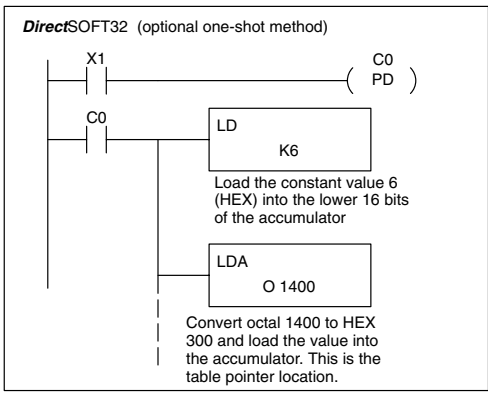 DirectSOFT32 (optional one-shot method)
X1
C0
PD
C0
LD
K6
Load the constant value 6
(HEX) into the lower 16 bits
of the accumulator
LDA
O 1400
Convert octal 1400 to HEX
300 and load the value into
the accumulator. This is the
table pointer location.